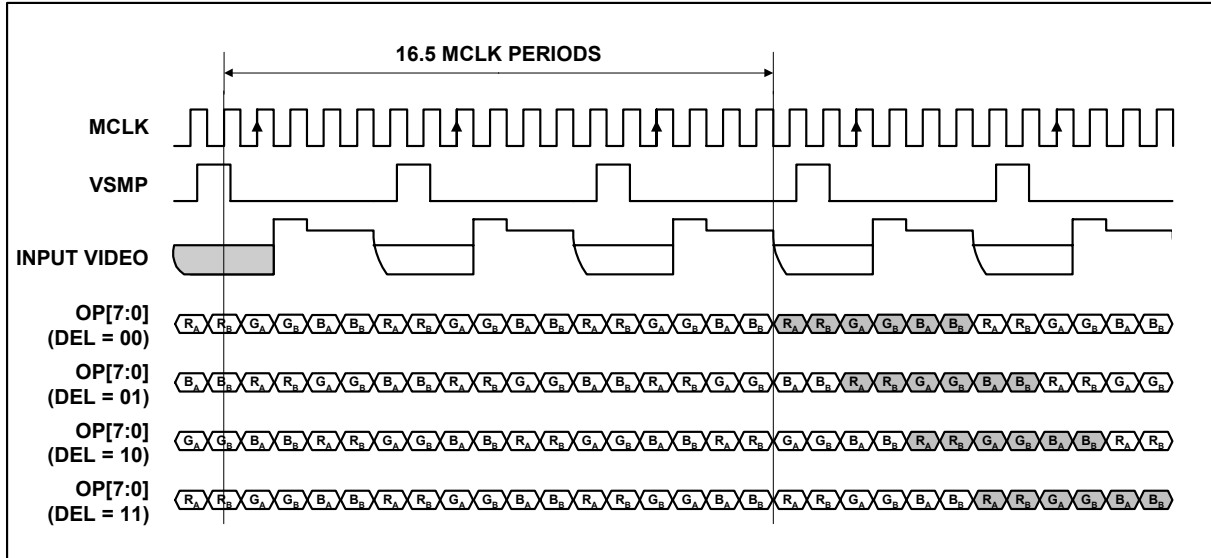 16.5 MCLK PERIODS
MCLK
VSMP
INPUT VIDEO
OP[7:0]
(DEL = 00)
R_A R_B G_A G_B B_A B_B R_A R_B G_A G_B B_A B_B R_A R_B G_A G_B B_A B_B R_A R_B G_A G_B B_A B_B R_A R_B G_A G_B B_A B_B
OP[7:0]
(DEL = 01)
B_A B_B R_A R_B G_A G_B B_A B_B R_A R_B G_A G_B B_A B_B R_A R_B G_A G_B B_A B_B R_A R_B G_A G_B B_A B_B R_A R_B G_A G_B
OP[7:0]
(DEL = 10)
G_A G_B B_A B_B R_A R_B G_A G_B B_A B_B R_A R_B G_A G_B B_A B_B R_A R_B G_A G_B B_A B_B R_A R_B G_A G_B B_A B_B R_A R_B
OP[7:0]
(DEL = 11)
R_A R_B G_A G_B B_A B_B R_A R_B G_A G_B B_A B_B R_A R_B G_B G_A B_A B_B R_A R_B G_A G_B B_A B_B R_A R_B G_A G_B B_A B_B